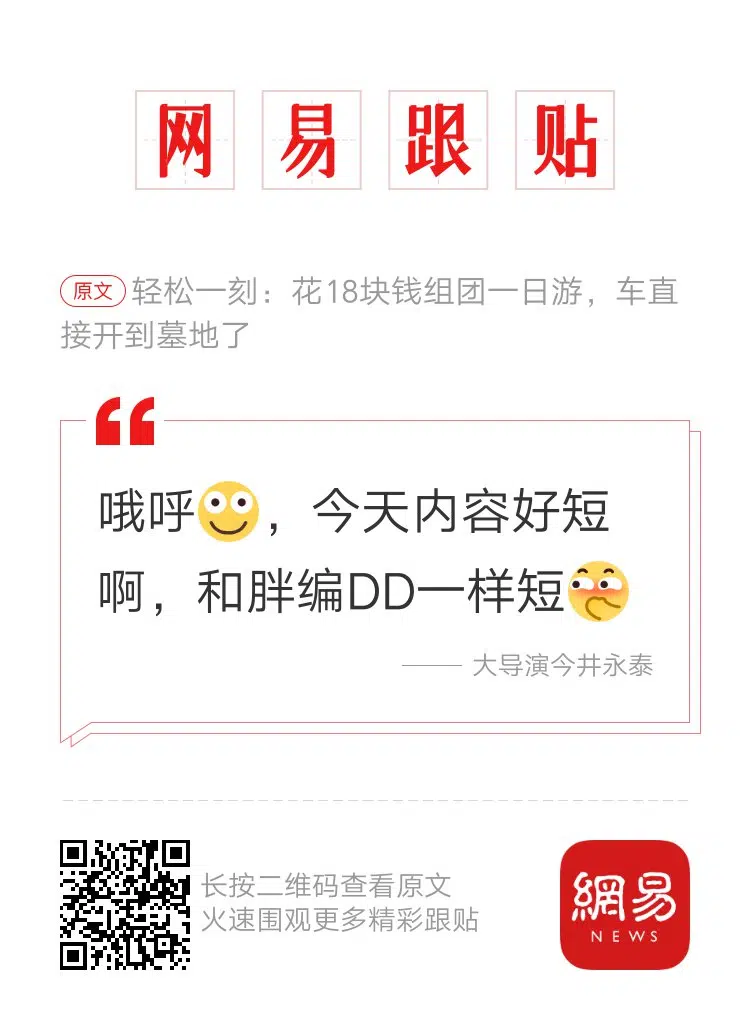 网易跟贴
原文 轻松一刻：花18块钱组团一日游，车直
接开到墓地了
哦呼，今天内容好短
啊，和胖编DD一样短
—— 大导演今井永泰
长按二维码查看原文
火速围观更多精彩跟贴
網易
NEWS